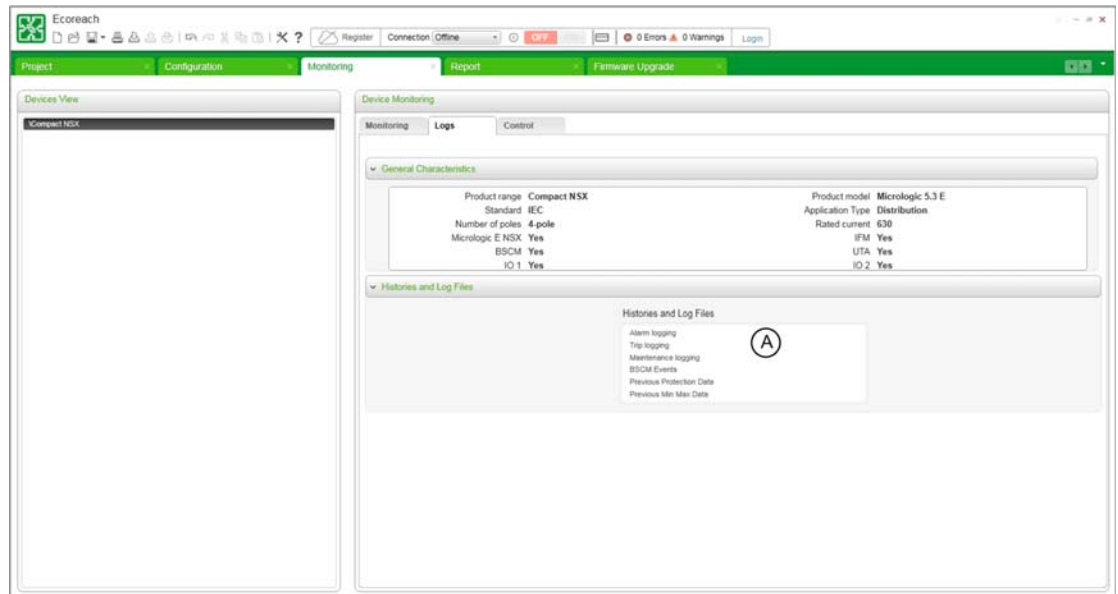 Ecoreach
Register Connection Offline OFF 0 Errors 0 Warnings Login
Project Configuration Monitoring Report Firmware Upgrade
Devices View
\Compact NSX
Device Monitoring
Monitoring Logs Control
General Characteristics
Product range Compact NSX Product model Micrologic 5.3 E
Standard IEC Application Type Distribution
Number of poles 4-pole Rated current 630
Micrologic E NSX Yes IFM Yes
BSCM Yes UTA Yes
IO 1 Yes IO 2 Yes
Histories and Log Files
Histories and Log Files
Alarm logging
Trip logging
Maintenance logging
BSCM Events
Previous Protection Data
Previous Min Max Data
A